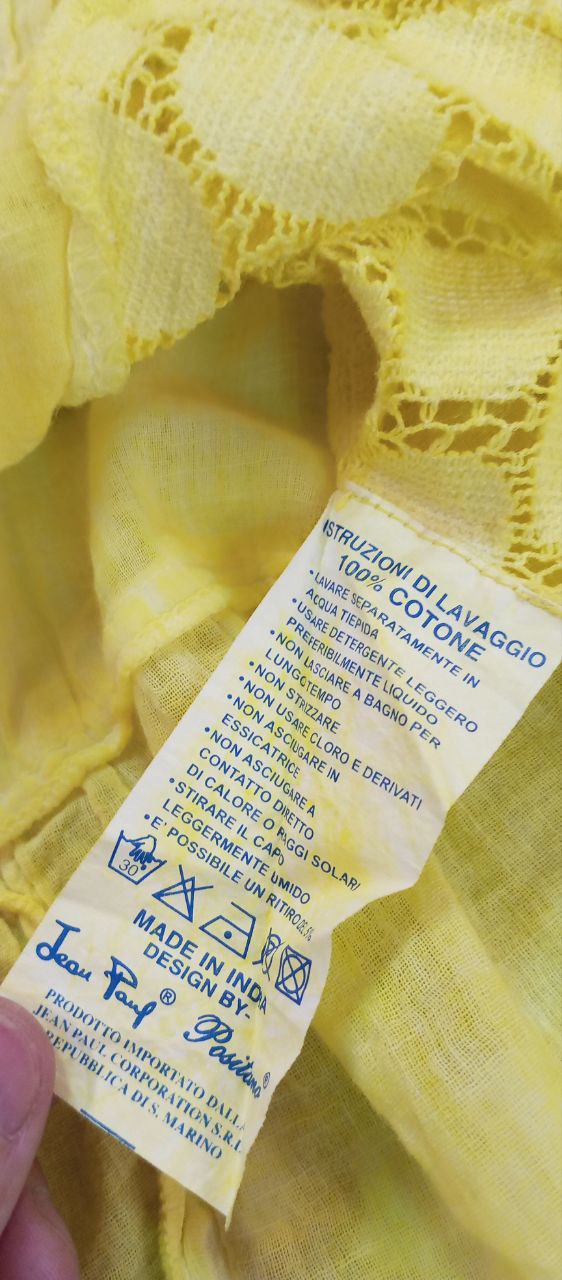 ISTRUZIONI DI LAVAGGIO
100% COTONE
• LAVARE SEPARATAMENTE IN
ACQUA TIEPIDA
• USARE DETERGENTE LEGGERO
PREFERIBILMENTE LIQUIDO
• NON LASCIARE A BAGNO PER
LUNGO TEMPO
• NON STRIZZARE
• NON USARE CLORO E DERIVATI
• NON ASCIUGARE IN
ESSICATRICE
• NON ASCIUGARE A
CONTATTO DIRETTO
DI CALORE O RAGGI SOLARI
• STIRARE IL CAPO
LEGGERMENTE UMIDO
• E' POSSIBILE UN RITIRO DE 5%
30
MADE IN INDIA
DESIGN BY-
Jean Paul ® Positano ®
PRODOTTO IMPORTATO DALLA
JEAN PAUL CORPORATION S.R.L.
REPUBBLICA DI S. MARINO